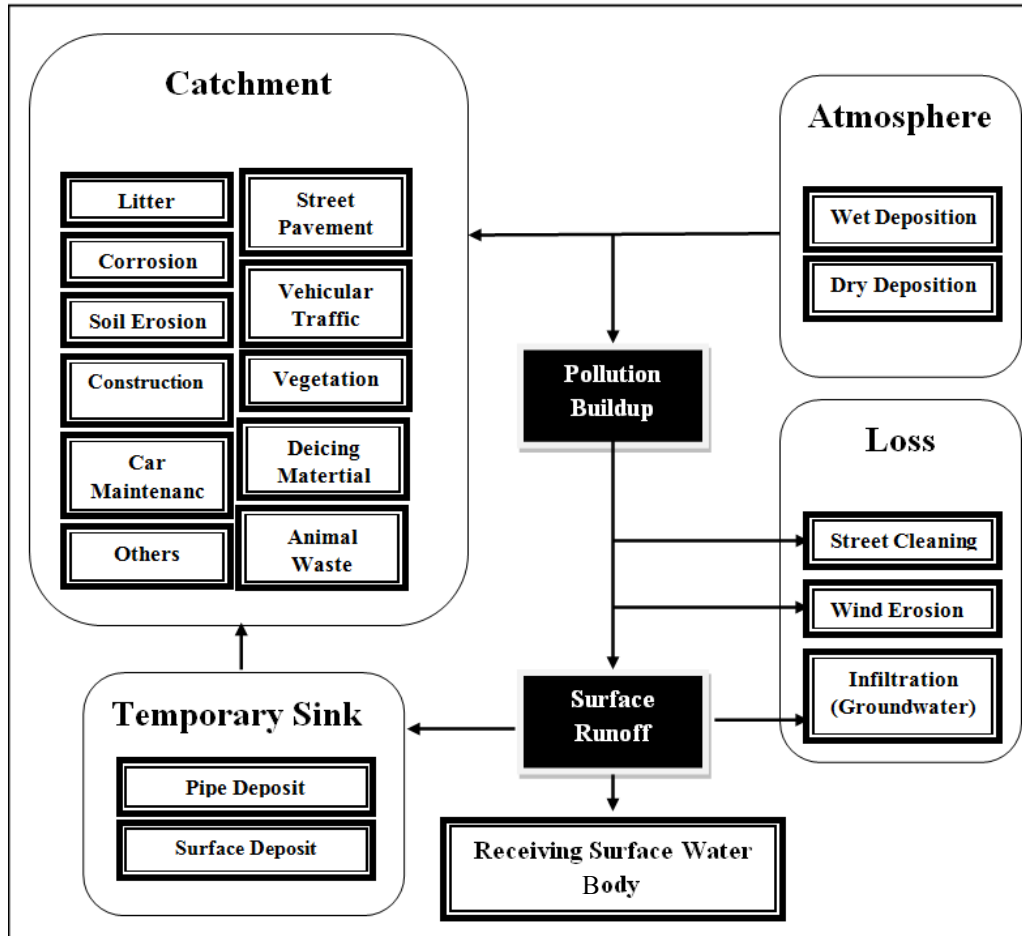 Catchment
Litter
Corrosion
Soil Erosion
Construction
Car
Maintenanc
Others
Street
Pavement
Vehicular
Traffic
Vegetation
Deicing
Matertial
Animal
Waste
Atmosphere
Wet Deposition
Dry Deposition
Pollution
Buildup
Loss
Street Cleaning
Wind Erosion
Infiltration
(Groundwater)
Surface
Runoff
Temporary Sink
Pipe Deposit
Surface Deposit
Receiving Surface Water
Body